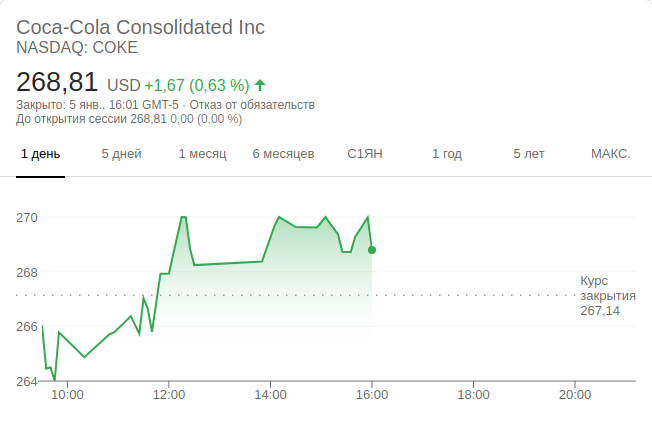 Coca-Cola Consolidated Inc
NASDAQ: COKE
268,81 USD +1,67 (0,63 %)
Закрыто: 5 янв., 16:01 GMT-5 · Отказ от обязательств
До открытия сессии 268,81 0,00 (0,00 %)
1 день 5 дней 1 месяц 6 месяцев С1ЯН 1 год 5 лет МАКС.
270
268
Курс
закрытия
267,14
266
264
10:00 12:00 14:00 16:00 18:00 20:00